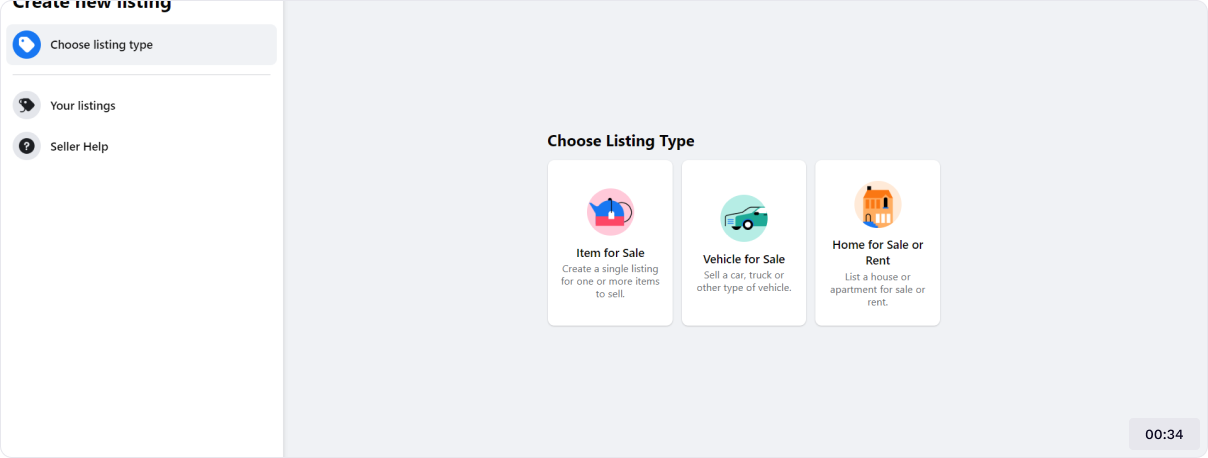 Create new listing
Choose listing type
Your listings
Seller Help
Choose Listing Type
Item for Sale
Create a single listing
for one or more items
to sell.
Vehicle for Sale
Sell a car, truck or
other type of vehicle.
Home for Sale or
Rent
List a house or
apartment for sale or
rent.
00:34